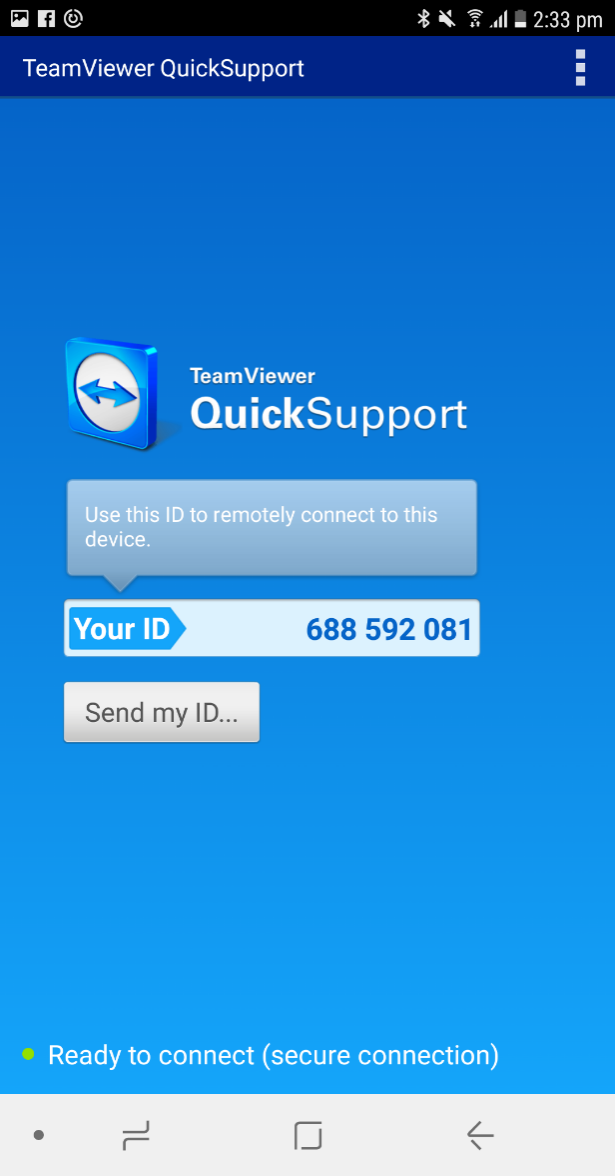 2:33 pm
TeamViewer QuickSupport
TeamViewer
QuickSupport
Use this ID to remotely connect to this
device.
Your ID 688 592 081
Send my ID...
Ready to connect (secure connection)